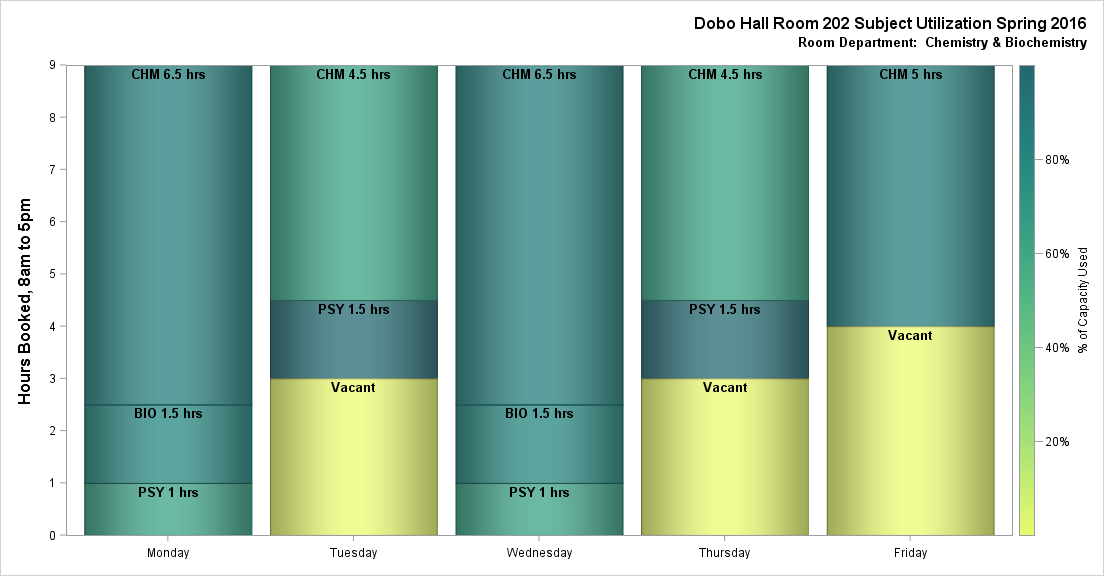 Dobo Hall Room 202 Subject Utilization Spring 2016
Room Department:  Chemistry & Biochemistry
Hours Booked, 8am to 5pm
9
8
7
6
5
4
3
2
1
0
CHM 6.5 hrs
BIO 1.5 hrs
PSY 1 hrs
CHM 4.5 hrs
PSY 1.5 hrs
Vacant
CHM 6.5 hrs
BIO 1.5 hrs
PSY 1 hrs
CHM 4.5 hrs
PSY 1.5 hrs
Vacant
CHM 5 hrs
Vacant
Monday
Tuesday
Wednesday
Thursday
Friday
80%
60%
40%
20%
% of Capacity Used